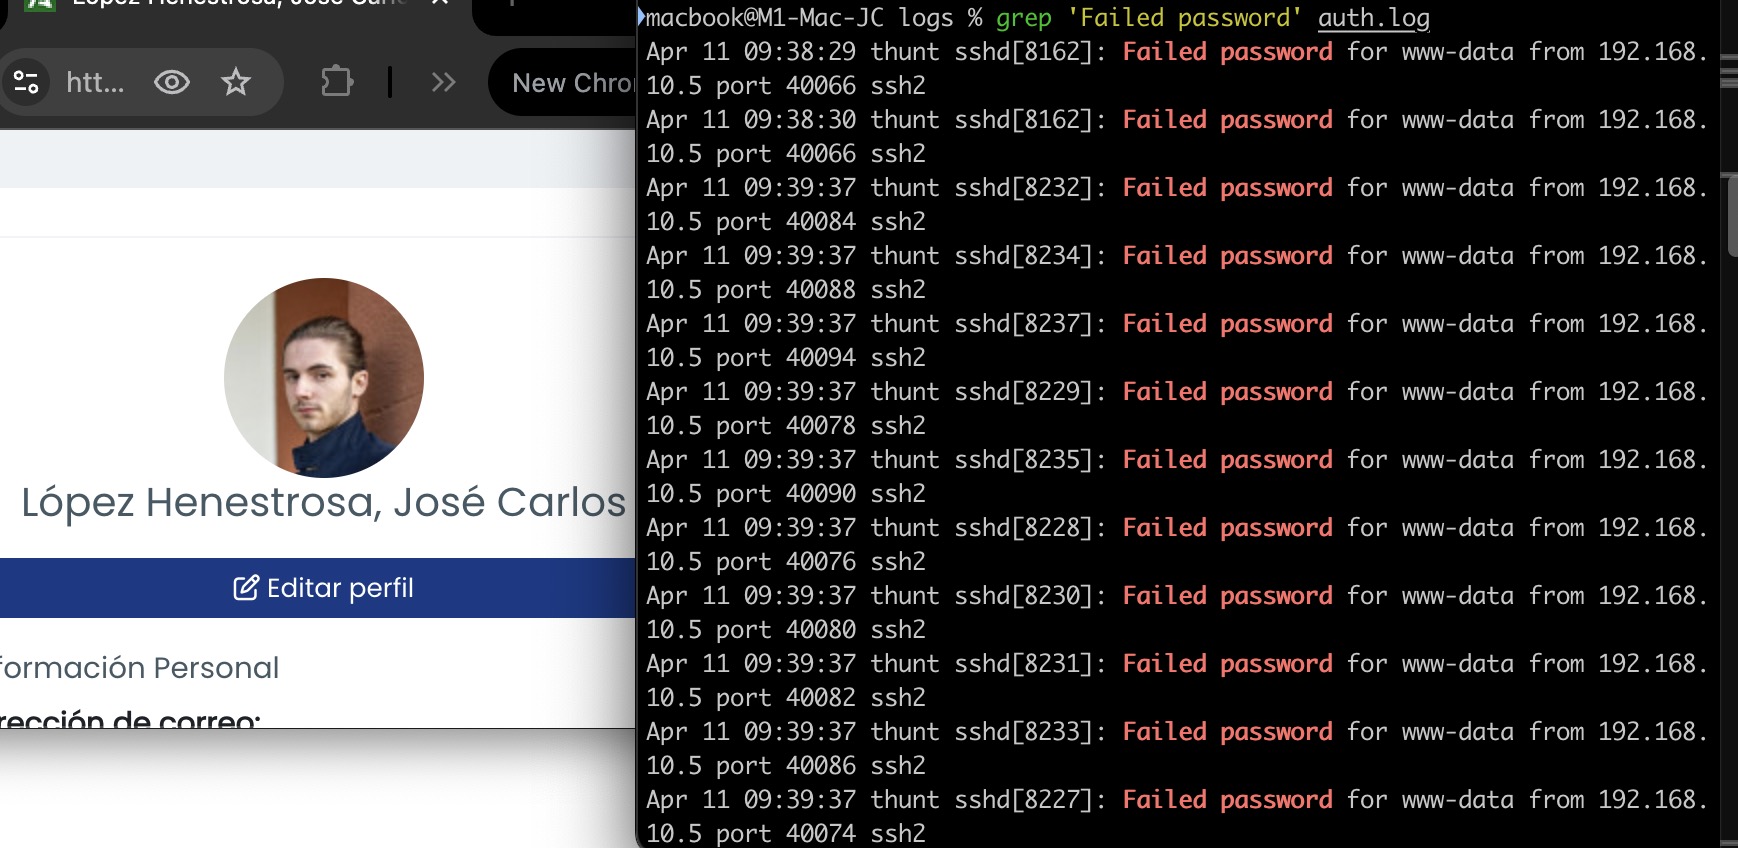 López Henestrosa, José Carl
htt...
New Chro
López Henestrosa, José Carlos
Editar perfil
formación Personal
rección de correo:
macbook@M1-Mac-JC logs % grep 'Failed password' auth.log
Apr 11 09:38:29 thunt sshd[8162]: Failed password for www-data from 192.168.
10.5 port 40066 ssh2
Apr 11 09:38:30 thunt sshd[8162]: Failed password for www-data from 192.168.
10.5 port 40066 ssh2
Apr 11 09:39:37 thunt sshd[8232]: Failed password for www-data from 192.168.
10.5 port 40084 ssh2
Apr 11 09:39:37 thunt sshd[8234]: Failed password for www-data from 192.168.
10.5 port 40088 ssh2
Apr 11 09:39:37 thunt sshd[8237]: Failed password for www-data from 192.168.
10.5 port 40094 ssh2
Apr 11 09:39:37 thunt sshd[8229]: Failed password for www-data from 192.168.
10.5 port 40078 ssh2
Apr 11 09:39:37 thunt sshd[8235]: Failed password for www-data from 192.168.
10.5 port 40090 ssh2
Apr 11 09:39:37 thunt sshd[8228]: Failed password for www-data from 192.168.
10.5 port 40076 ssh2
Apr 11 09:39:37 thunt sshd[8230]: Failed password for www-data from 192.168.
10.5 port 40080 ssh2
Apr 11 09:39:37 thunt sshd[8231]: Failed password for www-data from 192.168.
10.5 port 40082 ssh2
Apr 11 09:39:37 thunt sshd[8233]: Failed password for www-data from 192.168.
10.5 port 40086 ssh2
Apr 11 09:39:37 thunt sshd[8227]: Failed password for www-data from 192.168.
10.5 port 40074 ssh2